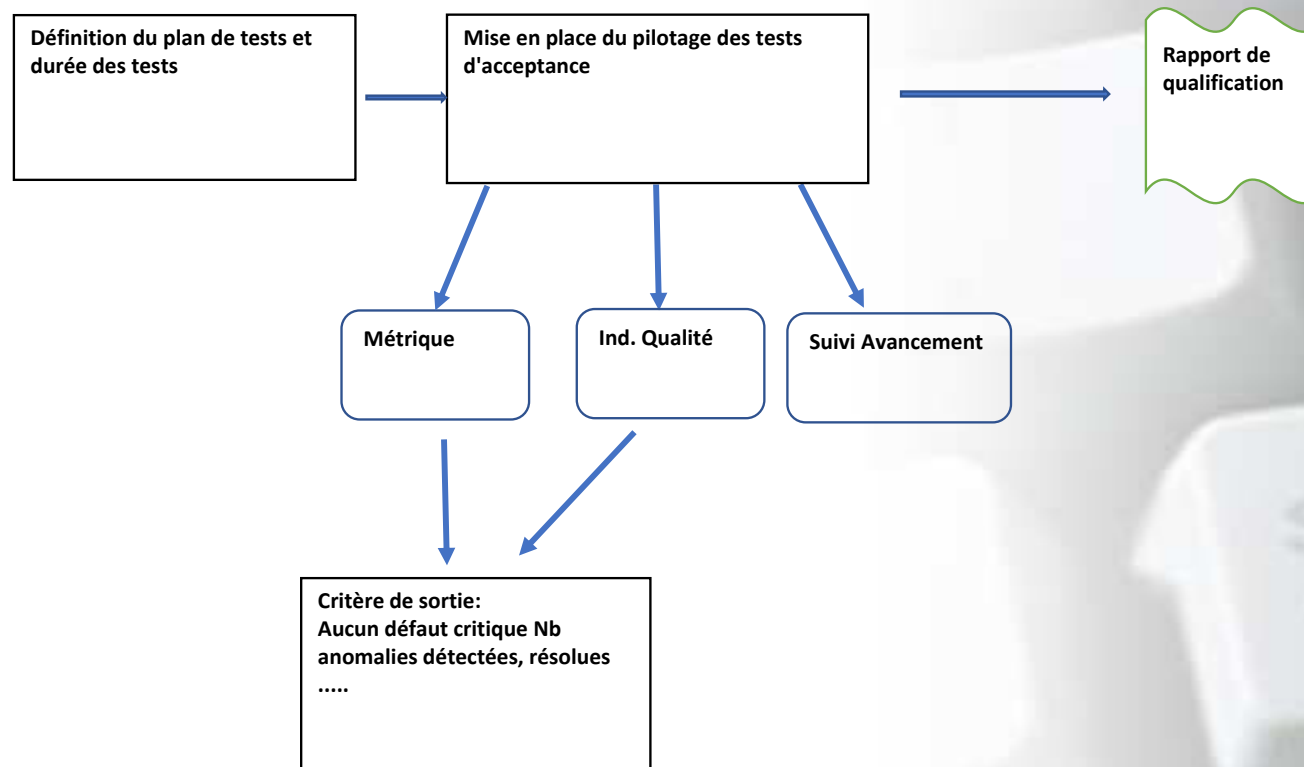 Définition du plan de tests et
durée des tests
Mise en place du pilotage des tests
d'acceptance
Rapport de
qualification
Métrique
Ind. Qualité
Suivi Avancement
Critère de sortie:
Aucun défaut critique Nb
anomalies détectées, résolues
.....